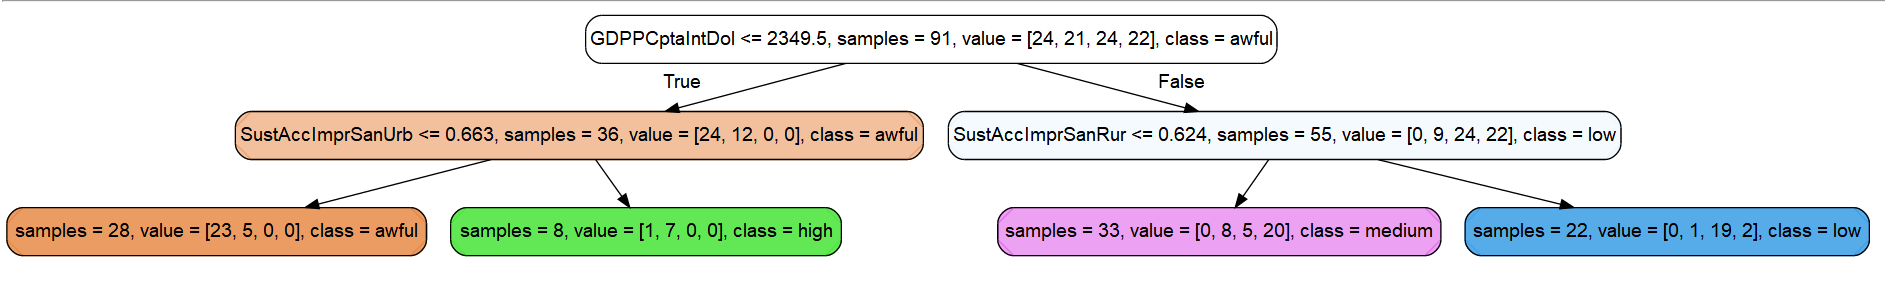 GDPPCptaIntDol <= 2349.5, samples = 91, value = [24, 21, 24, 22], class = awful
True
False
SustAccImprSanUrb <= 0.663, samples = 36, value = [24, 12, 0, 0], class = awful
SustAccImprSanRur <= 0.624, samples = 55, value = [0, 9, 24, 22], class = low
samples = 28, value = [23, 5, 0, 0], class = awful
samples = 8, value = [1, 7, 0, 0], class = high
samples = 33, value = [0, 8, 5, 20], class = medium
samples = 22, value = [0, 1, 19, 2], class = low